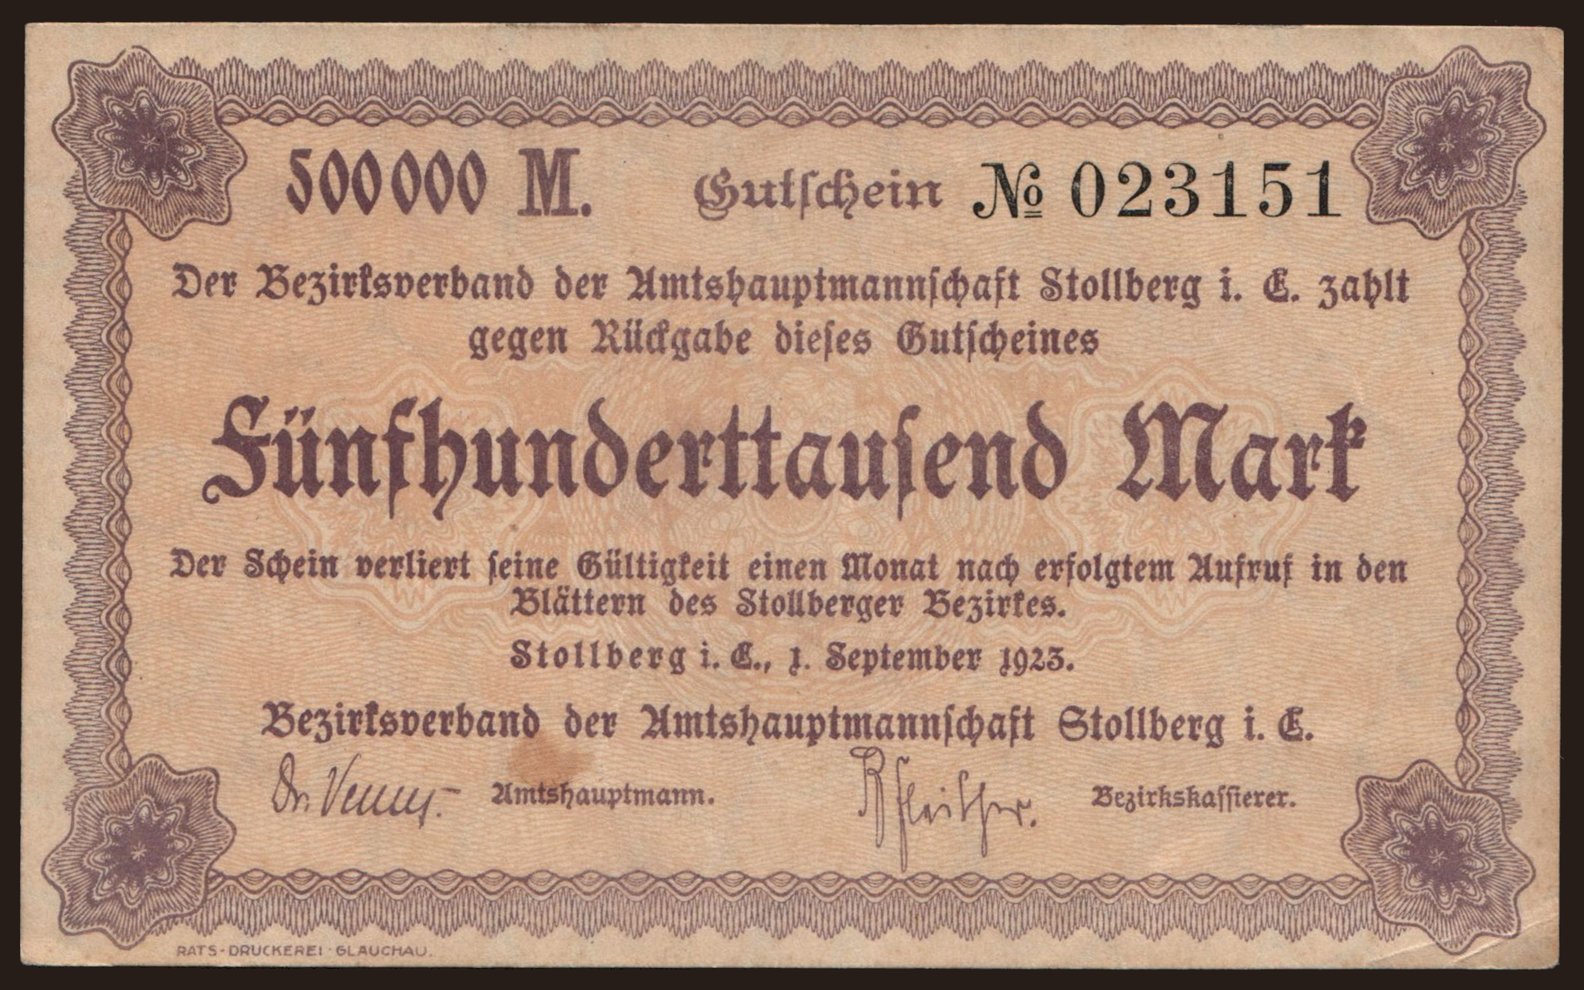 500000 M. Gutschein № 023151
Der Bezirksverband der Amtshauptmannschaft Stollberg i. E. zahlt
gegen Rückgabe dieses Gutscheines
Fünfhunderttausend Mark
Der Schein verliert seine Gültigkeit einen Monat nach erfolgtem Aufruf in den
Blättern des Stollberger Bezirkes.
Stollberg i. E., 1. September 1923.
Bezirksverband der Amtshauptmannschaft Stollberg i. E.
Dr. Amtshauptmann. Bezirkskassierer.
RATS-DRUCKEREI·GLAUCHAU.